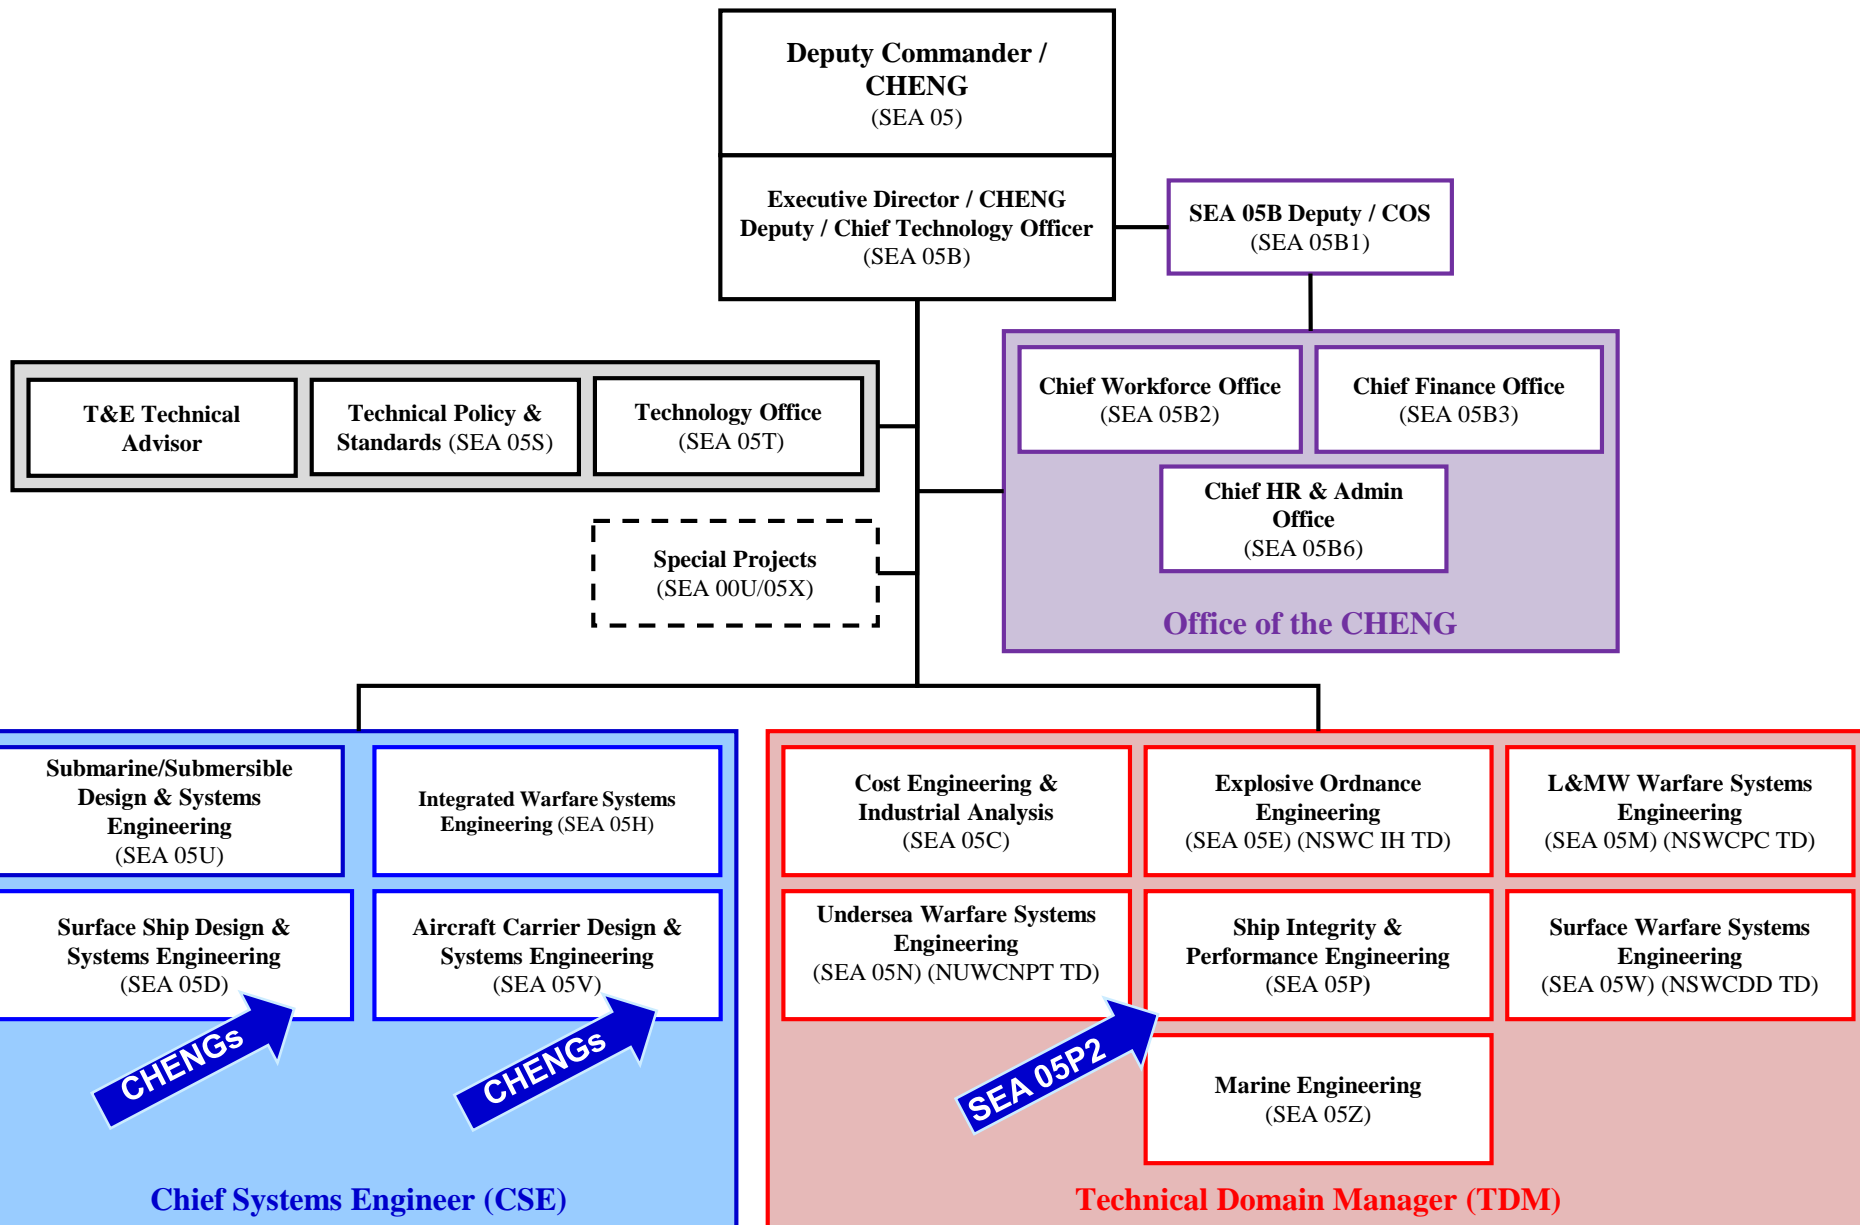 Deputy Commander /
CHENG
(SEA 05)
Executive Director / CHENG
Deputy / Chief Technology Officer
(SEA 05B)
SEA 05B Deputy / COS
(SEA 05B1)
T&E Technical
Advisor
Technical Policy &
Standards (SEA 05S)
Technology Office
(SEA 05T)
Chief Workforce Office
(SEA 05B2)
Chief Finance Office
(SEA 05B3)
Chief HR & Admin
Office
(SEA 05B6)
Office of the CHENG
Special Projects
(SEA 00U/05X)
Submarine/Submersible
Design & Systems
Engineering
(SEA 05U)
Integrated Warfare Systems
Engineering (SEA 05H)
Surface Ship Design &
Systems Engineering
(SEA 05D)
Aircraft Carrier Design &
Systems Engineering
(SEA 05V)
CHENGs
CHENGs
Chief Systems Engineer (CSE)
Cost Engineering &
Industrial Analysis
(SEA 05C)
Explosive Ordnance
Engineering
(SEA 05E) (NSWC IH TD)
L&MW Warfare Systems
Engineering
(SEA 05M) (NSWCPC TD)
Undersea Warfare Systems
Engineering
(SEA 05N) (NUWCNPT TD)
Ship Integrity &
Performance Engineering
(SEA 05P)
Surface Warfare Systems
Engineering
(SEA 05W) (NSWCDD TD)
SEA 05P2
Marine Engineering
(SEA 05Z)
Technical Domain Manager (TDM)